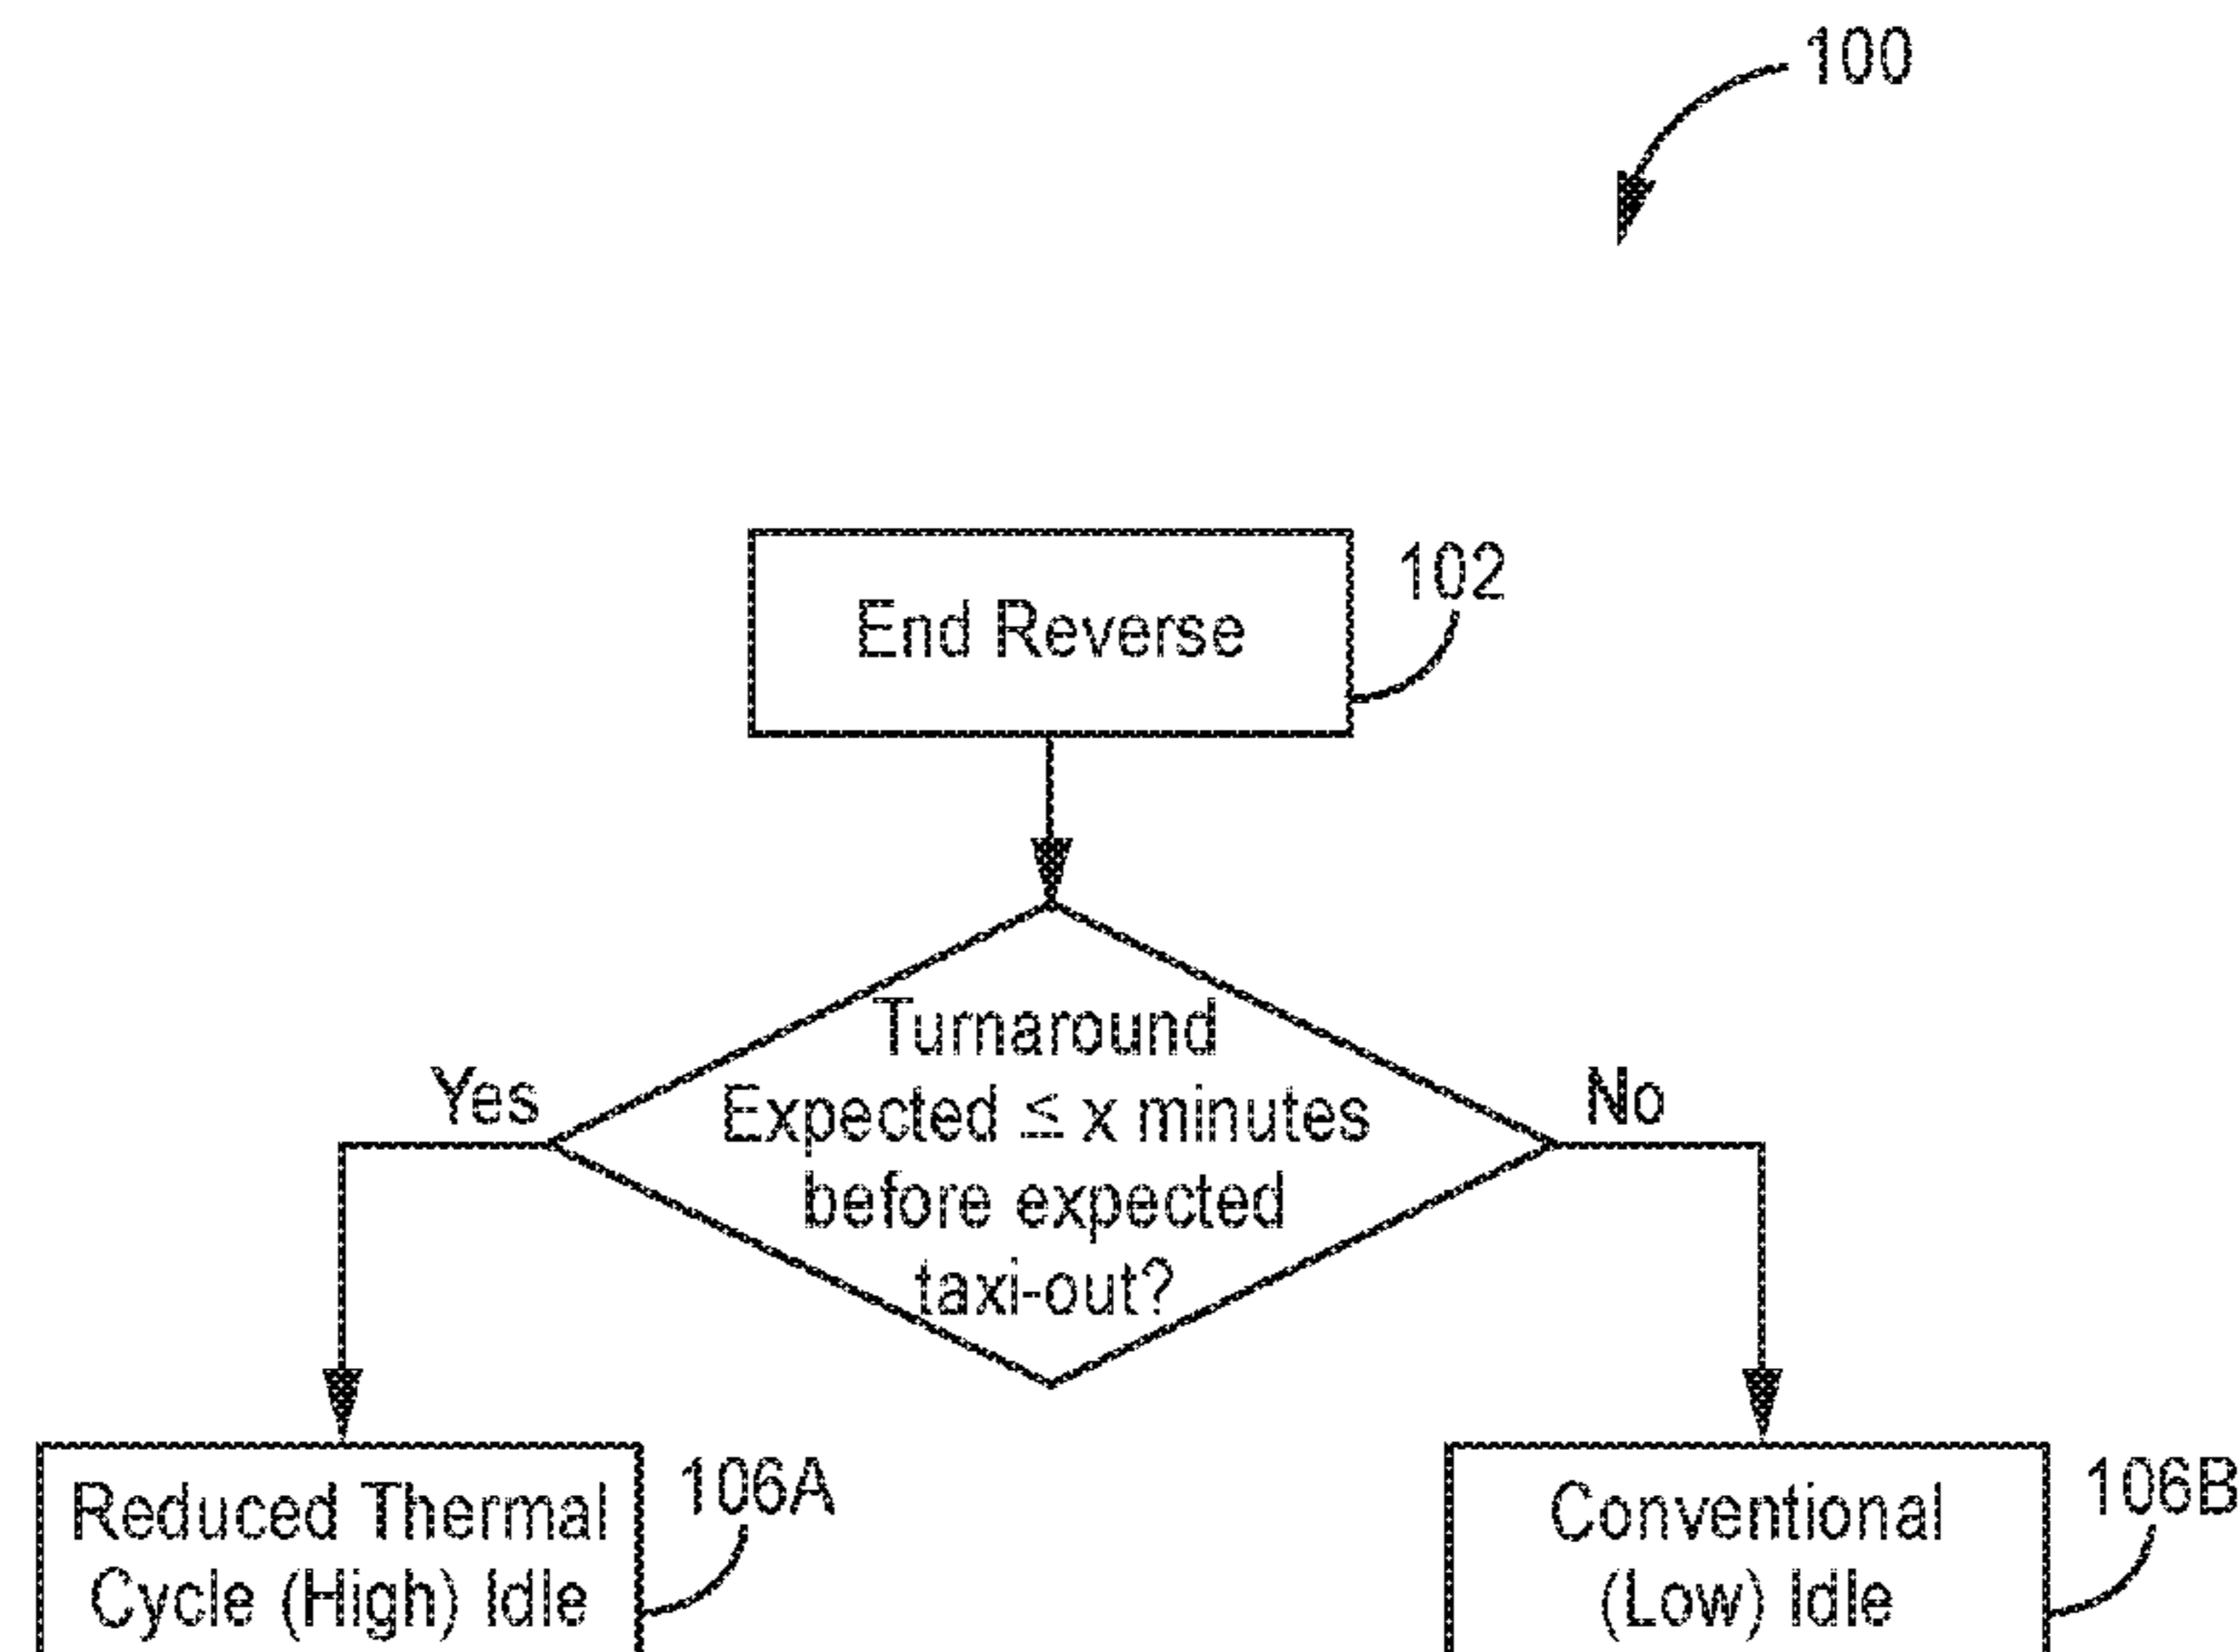 100
End Reverse
102
Turnaround
Expected ≤ x minutes
before expected
taxi-out?
Yes
No
Reduced Thermal
Cycle (High) Idle
106A
Conventional
(Low) Idle
106B